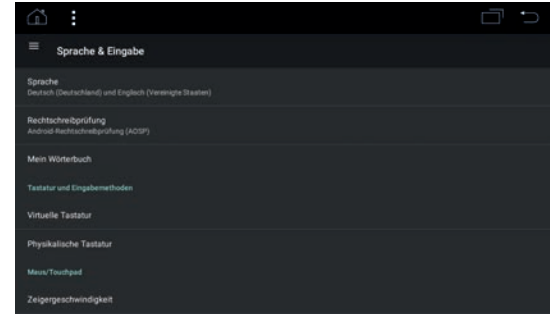 Sprache & Eingabe
Sprache
Deutsch (Deutschland) und Englisch (Vereinigte Staaten)
Rechtschreibprüfung
Android-Rechtschreibprüfung (AOSP)
Mein Wörterbuch
Tastatur und Eingabemethoden
Virtuelle Tastatur
Physikalische Tastatur
Maus/Touchpad
Zeigergeschwindigkeit